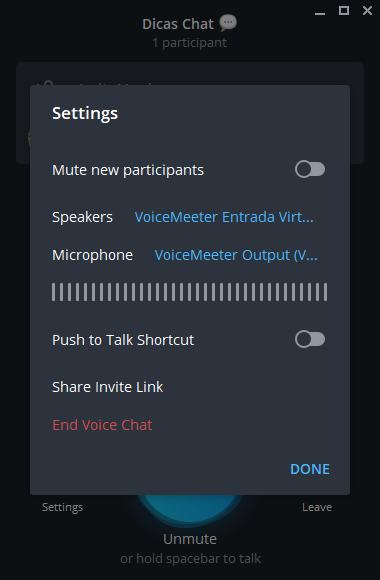 Dicas Chat 💬
1 participant
Settings
Mute new participants
Speakers VoiceMeeter Entrada Virt...
Microphone VoiceMeeter Output (V...
Push to Talk Shortcut
Share Invite Link
End Voice Chat
DONE
Settings
Leave
Unmute
or hold spacebar to talk